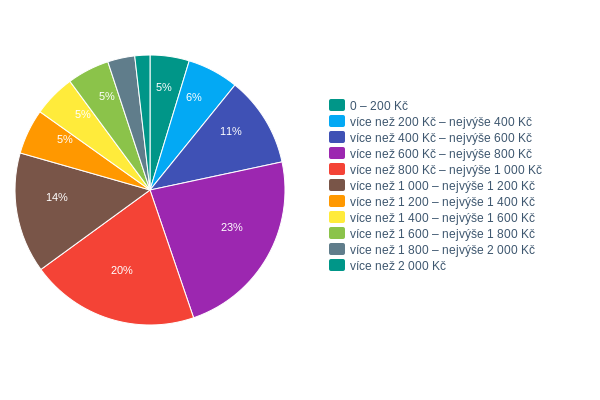 5%
6%
11%
23%
20%
14%
5%
5%
5%
0 – 200 Kč
více než 200 Kč – nejvýše 400 Kč
více než 400 Kč – nejvýše 600 Kč
více než 600 Kč – nejvýše 800 Kč
více než 800 Kč – nejvýše 1 000 Kč
více než 1 000 – nejvýše 1 200 Kč
více než 1 200 – nejvýše 1 400 Kč
více než 1 400 – nejvýše 1 600 Kč
více než 1 600 – nejvýše 1 800 Kč
více než 1 800 – nejvýše 2 000 Kč
více než 2 000 Kč